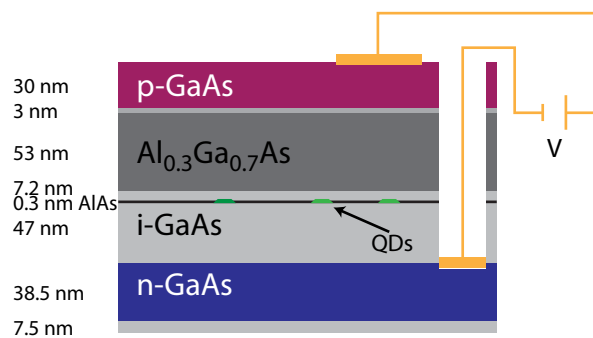 30 nm
p-GaAs
3 nm
53 nm
Al0.3Ga0.7As
V
7.2 nm
0.3 nm AlAs
47 nm
i-GaAs
QDs
38.5 nm
n-GaAs
7.5 nm